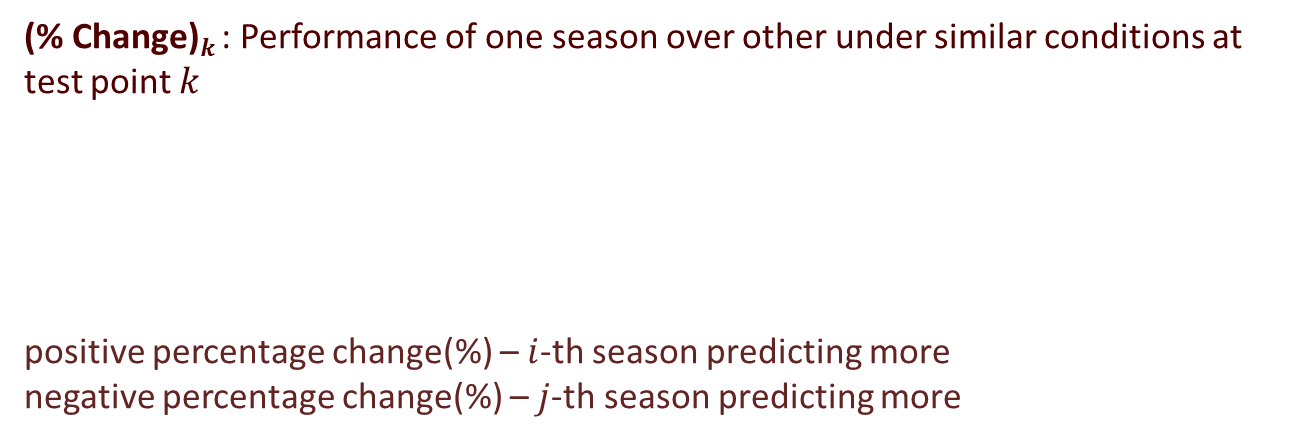 (% Change)k : Performance of one season over other under similar conditions at
test point k
positive percentage change(%) – i-th season predicting more
negative percentage change(%) – j-th season predicting more